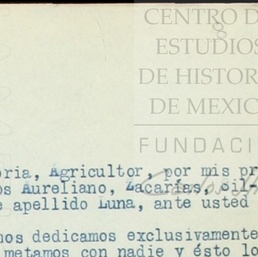 CENTRO D
ESTUDIOS
DE HISTOR
DE MEXIC
FUNDACI
oria, Agricultor, por mis pr
os Aureliano, Zacarías, Sil-
e apellido Luna, ante usted
nos dedicamos exclusivamente
metamos con nadie y ésto lo